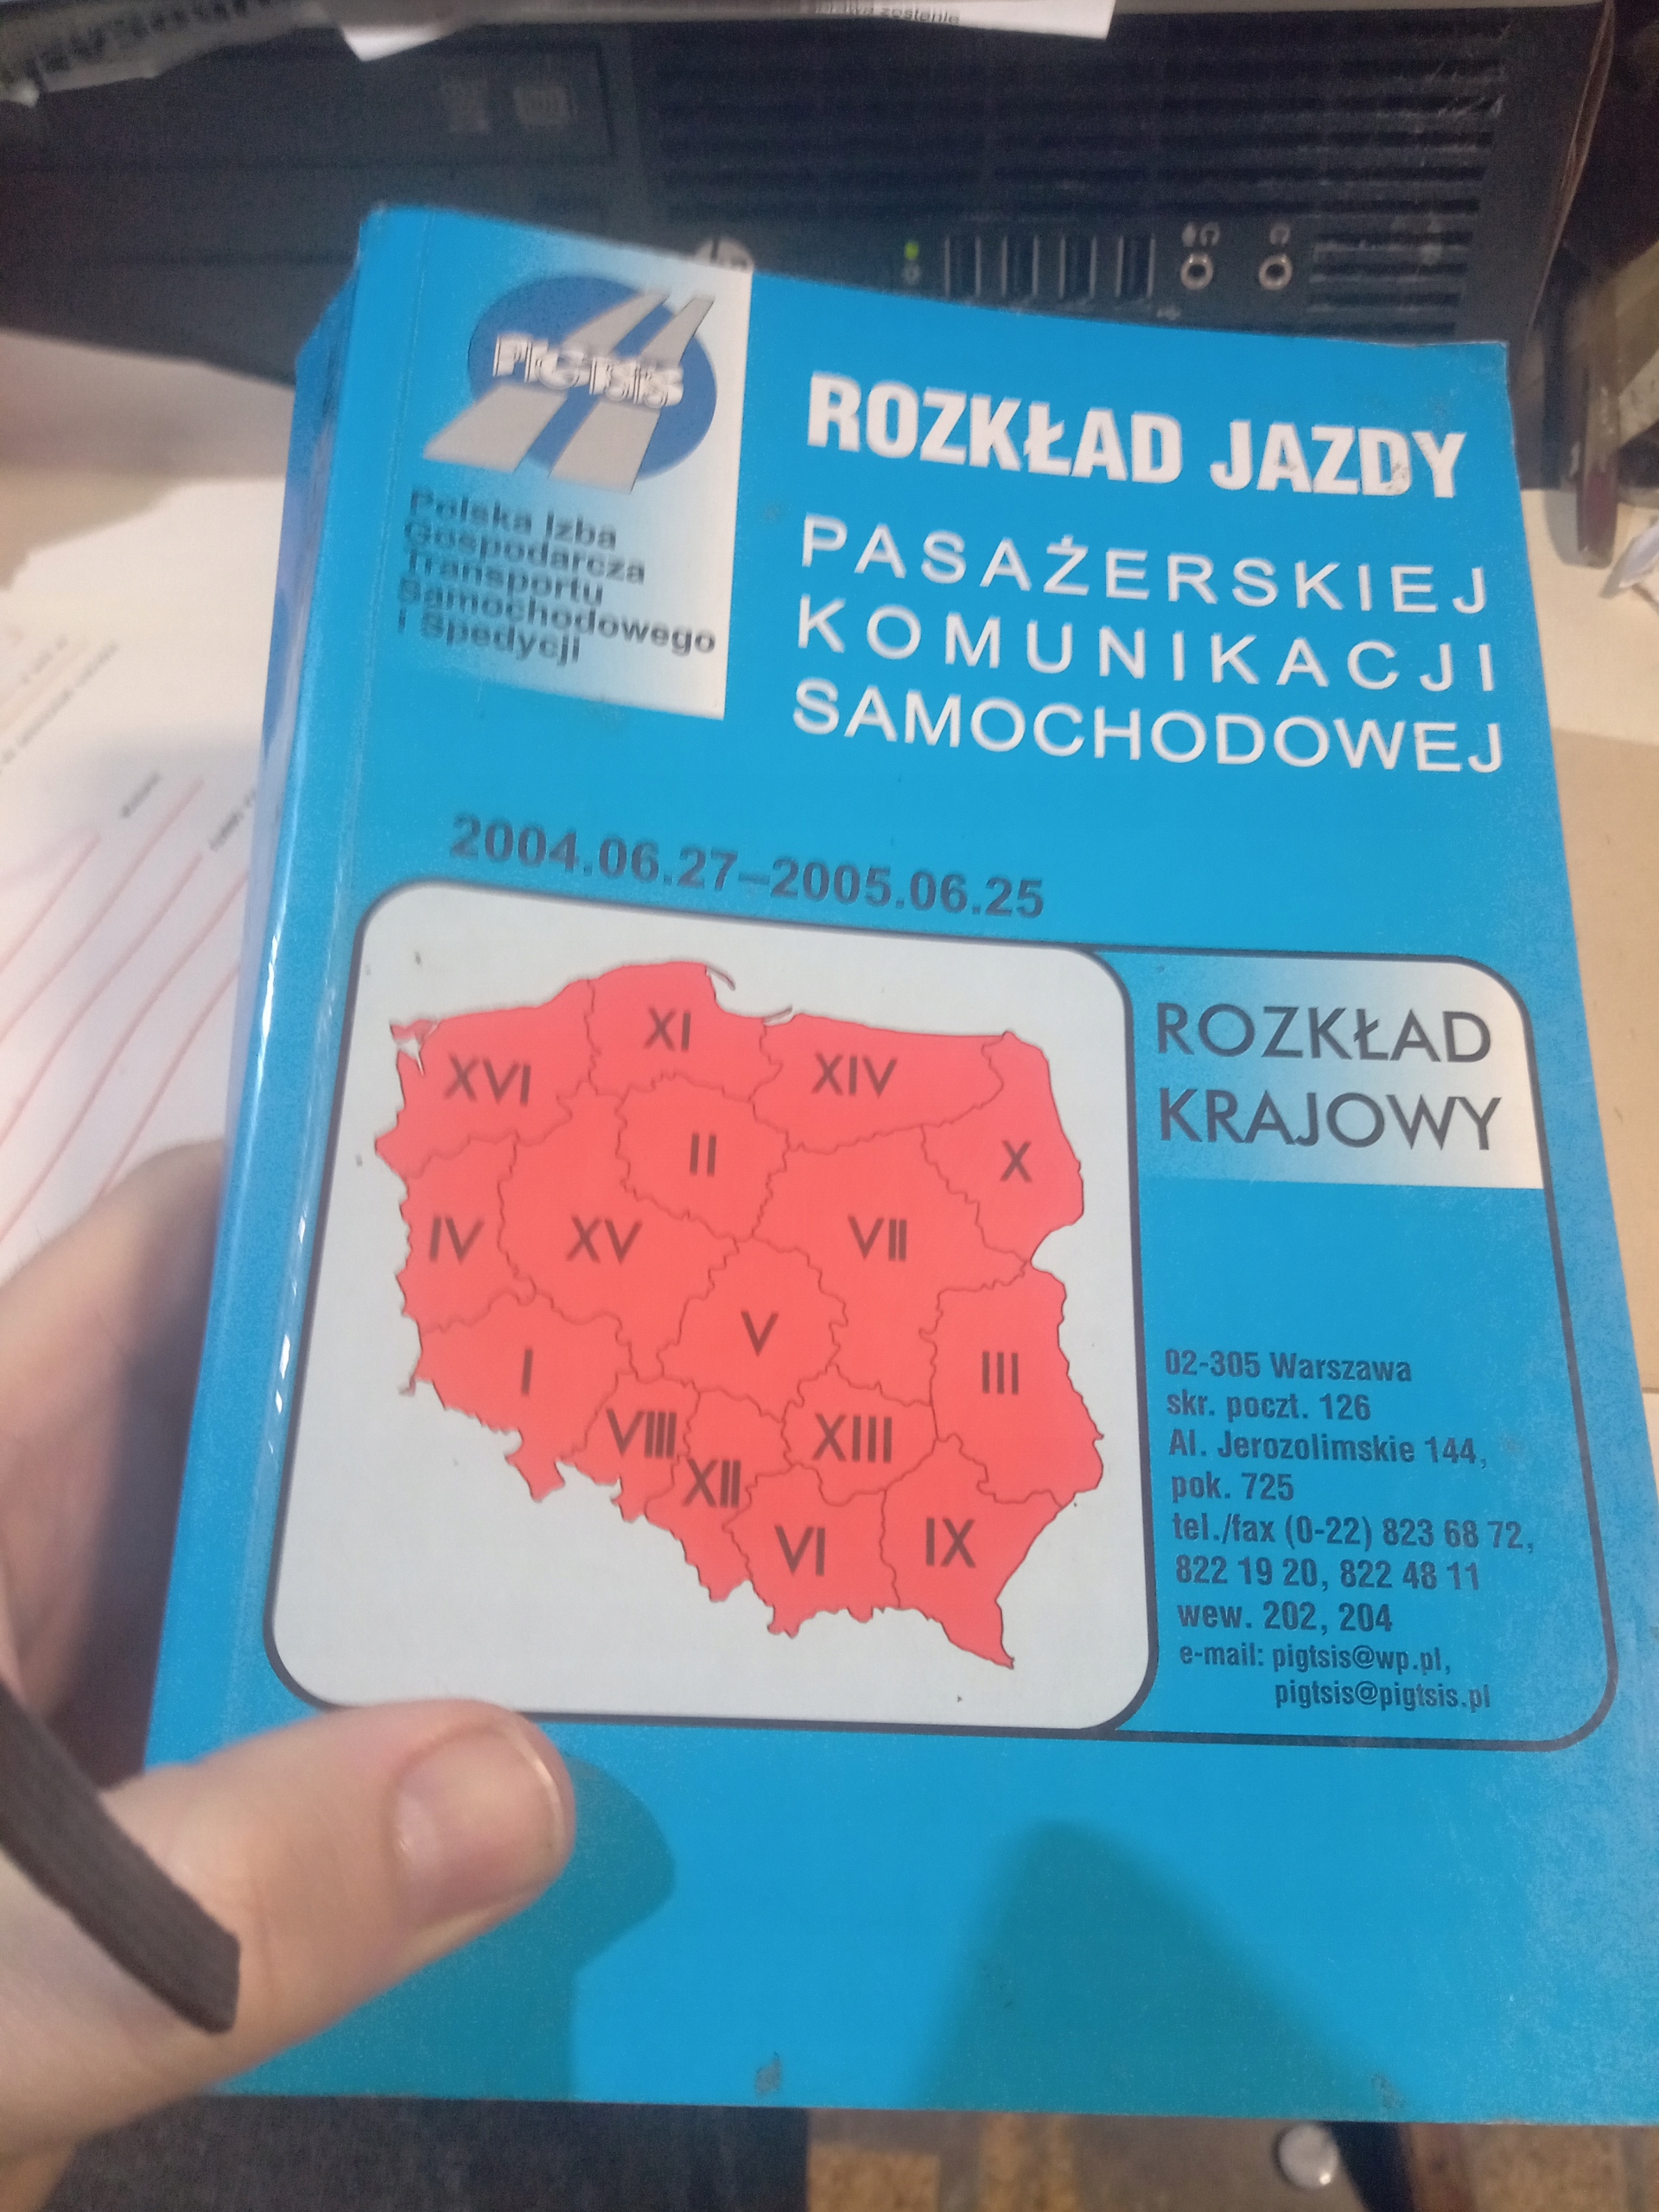 zostanie
PIGTSiS
Polska Izba
Gospodarcza
Transportu
Samochodowego
i Spedycji
ROZKŁAD JAZDY
PASAŻERSKIEJ
KOMUNIKACJI
SAMOCHODOWEJ
2004.06.27–2005.06.25
ROZKŁAD
KRAJOWY
XI
XVI
XIV
II
X
IV
XV
VII
V
I
III
VIII
XIII
XII
VI
IX
02-305 Warszawa
skr. poczt. 126
Al. Jerozolimskie 144,
pok. 725
tel./fax (0-22) 823 68 72,
822 19 20, 822 48 11
wew. 202, 204
e-mail: pigtsis@wp.pl,
pigtsis@pigtsis.pl